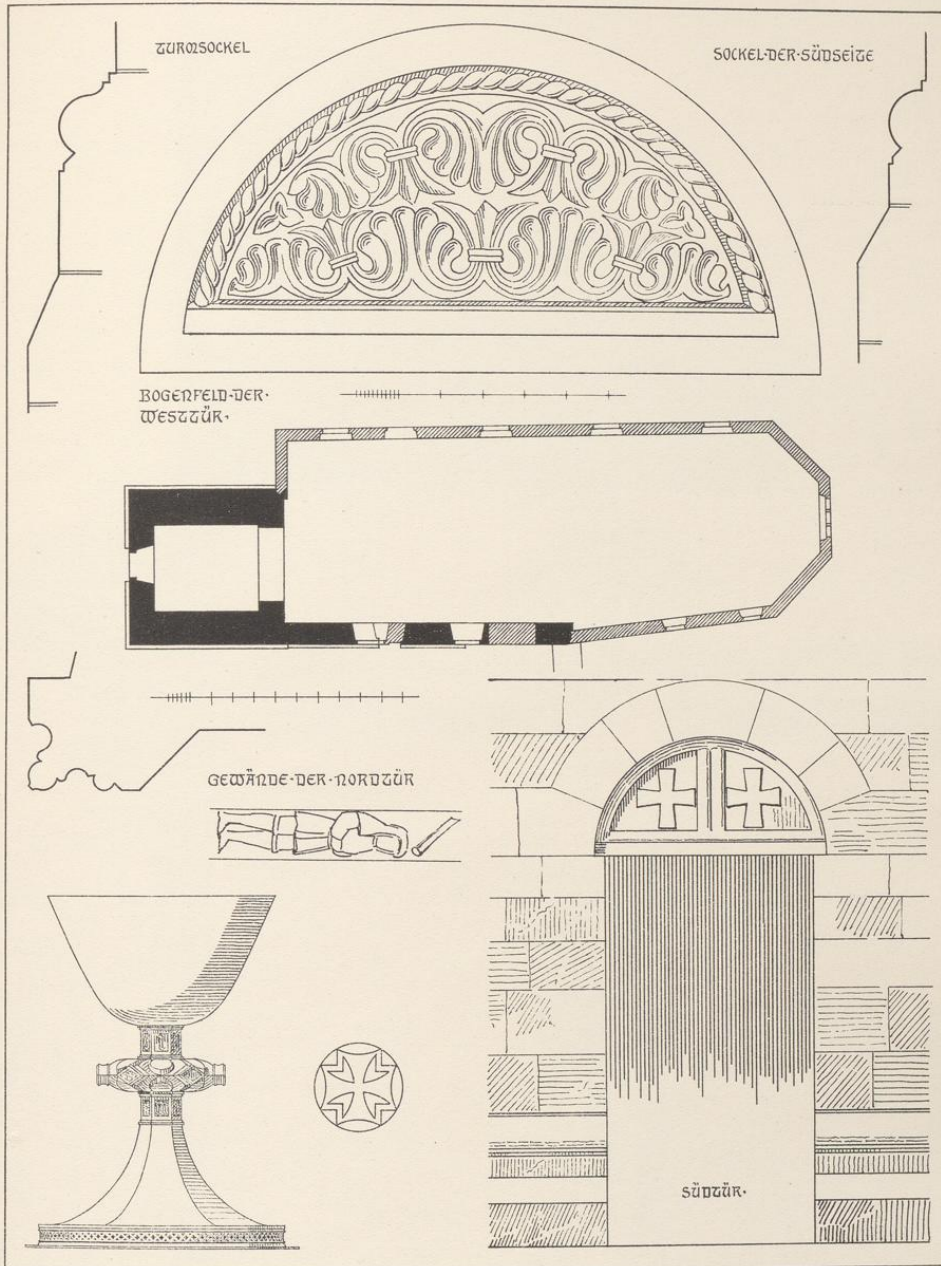 TURMSOCKEL
SOCKEL·DER·SÜDSEITE
BOGENFELD·DER·
WESTTÜR·
GEWÄNDE·DER·NORDTÜR
SÜDTÜR·